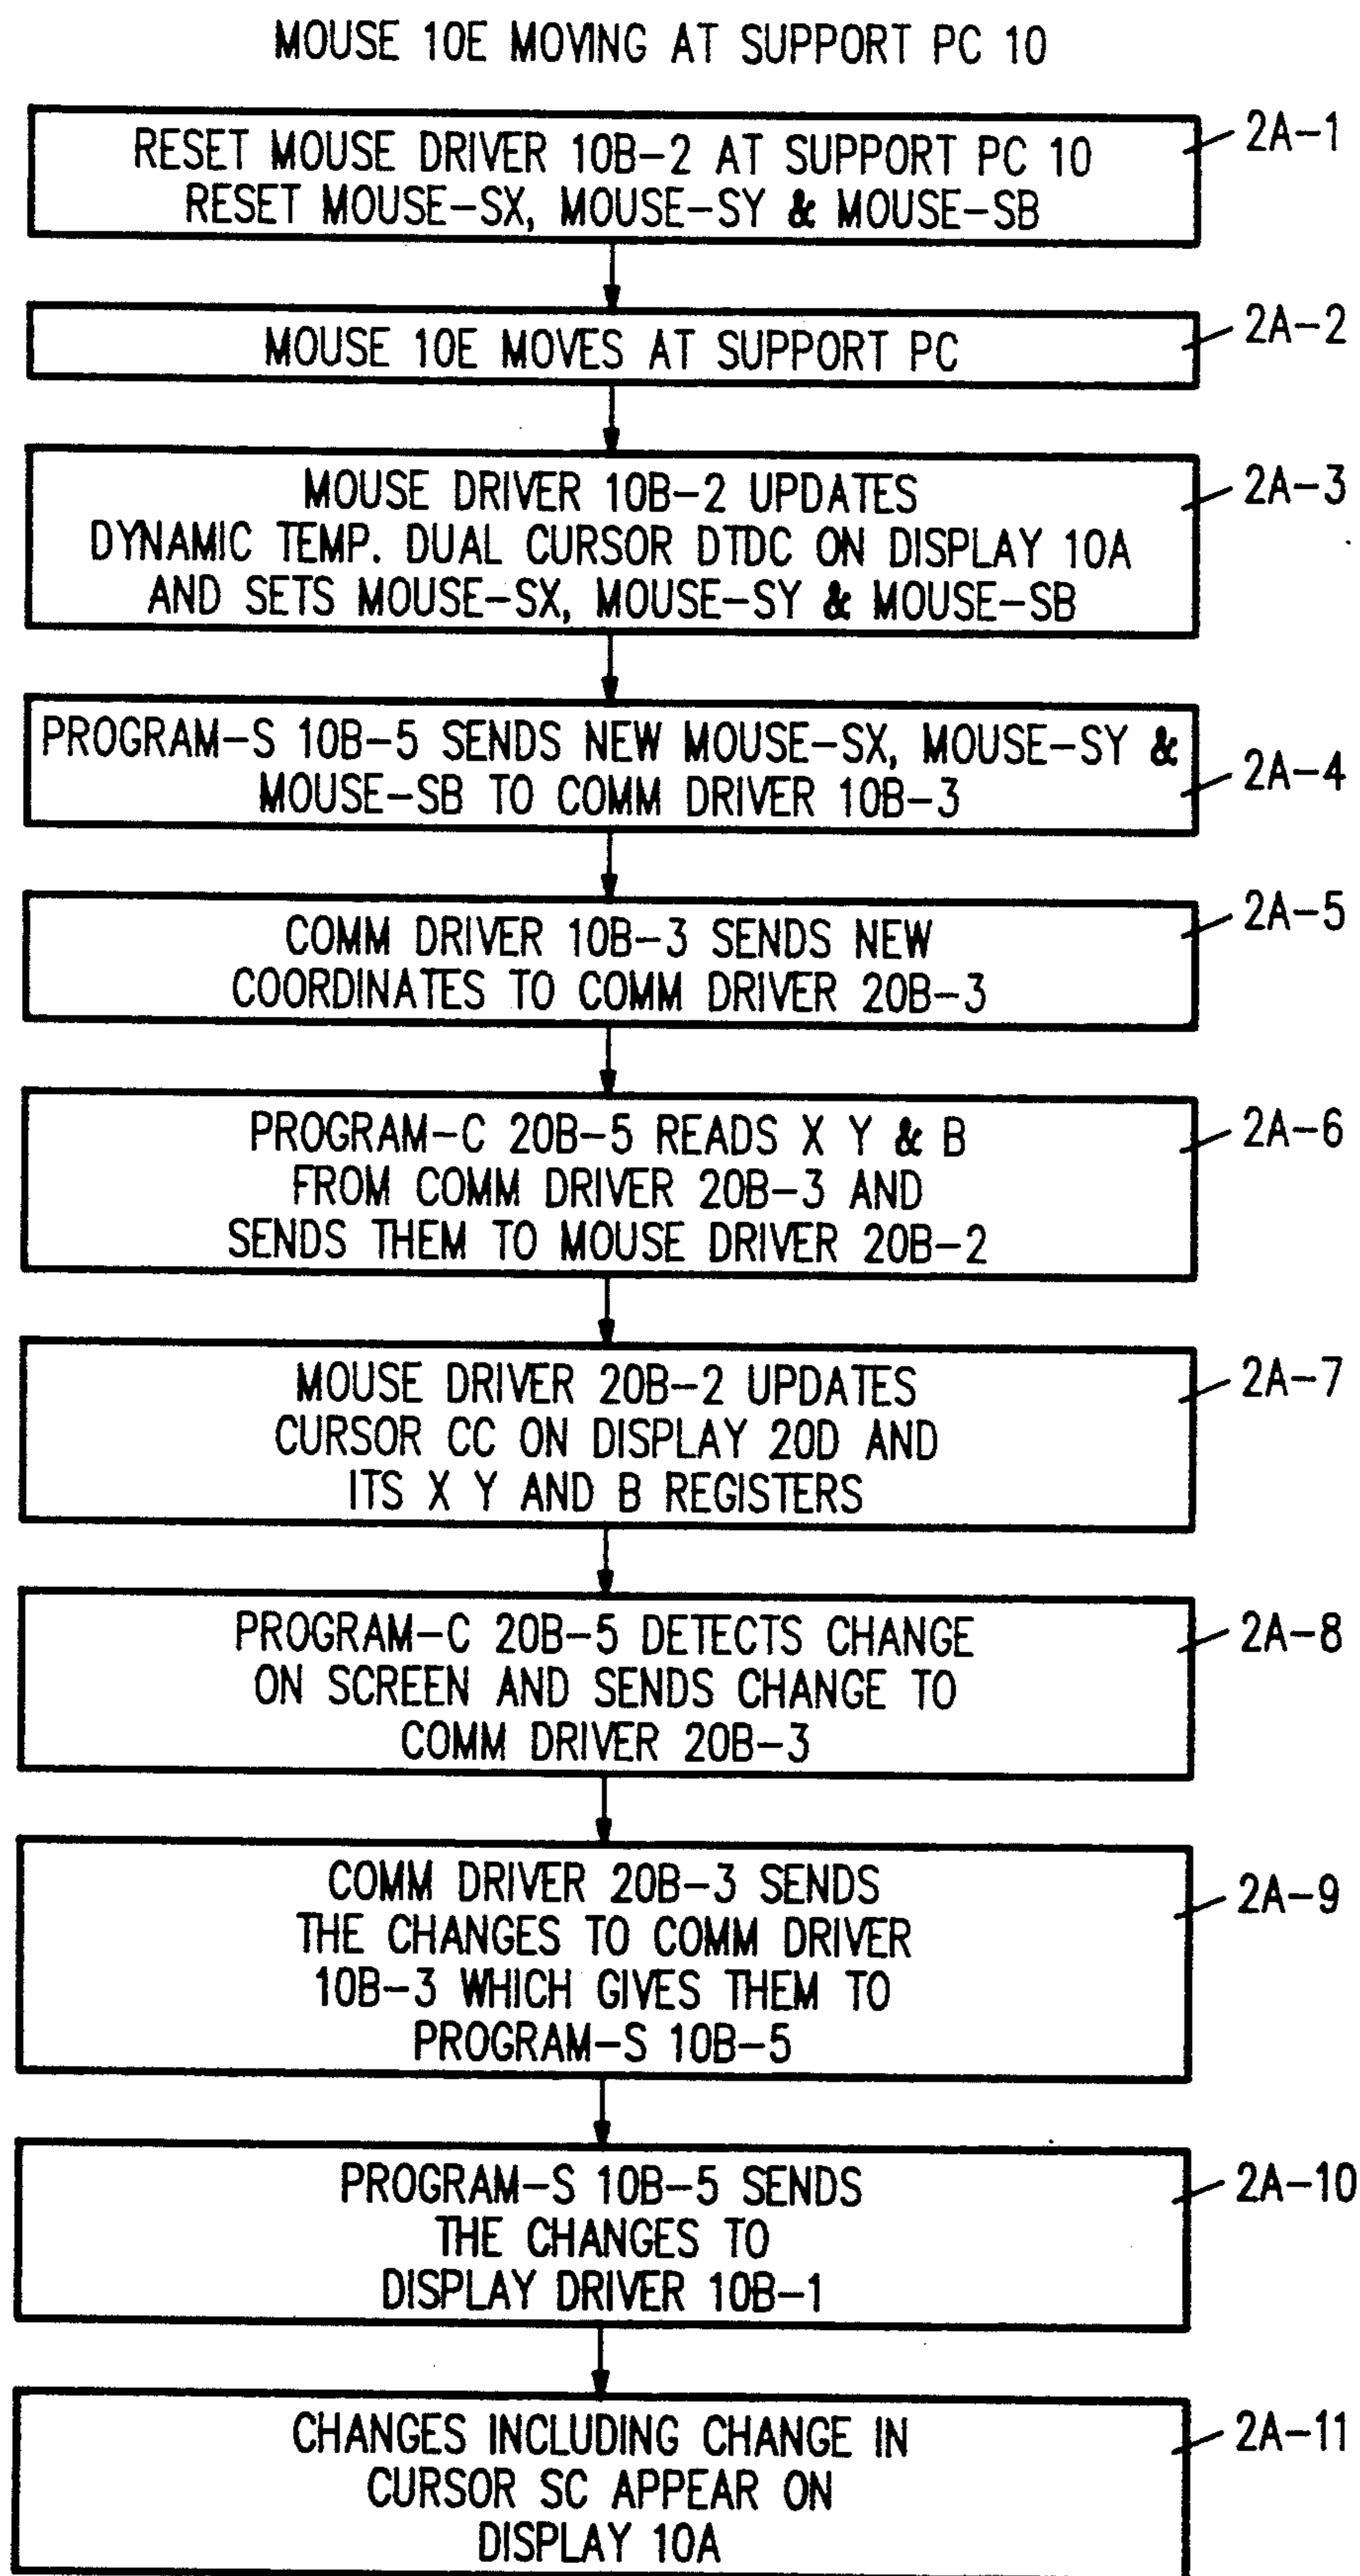 MOUSE 10E MOVING AT SUPPORT PC 10
RESET MOUSE DRIVER 10B-2 AT SUPPORT PC 10
RESET MOUSE-SX, MOUSE-SY & MOUSE-SB
2A-1
MOUSE 10E MOVES AT SUPPORT PC
2A-2
MOUSE DRIVER 10B-2 UPDATES
DYNAMIC TEMP. DUAL CURSOR DTDC ON DISPLAY 10A
AND SETS MOUSE-SX, MOUSE-SY & MOUSE-SB
2A-3
PROGRAM-S 10B-5 SENDS NEW MOUSE-SX, MOUSE-SY &
MOUSE-SB TO COMM DRIVER 10B-3
2A-4
COMM DRIVER 10B-3 SENDS NEW
COORDINATES TO COMM DRIVER 20B-3
2A-5
PROGRAM-C 20B-5 READS X Y & B
FROM COMM DRIVER 20B-3 AND
SENDS THEM TO MOUSE DRIVER 20B-2
2A-6
MOUSE DRIVER 20B-2 UPDATES
CURSOR CC ON DISPLAY 20D AND
ITS X Y AND B REGISTERS
2A-7
PROGRAM-C 20B-5 DETECTS CHANGE
ON SCREEN AND SENDS CHANGE TO
COMM DRIVER 20B-3
2A-8
COMM DRIVER 20B-3 SENDS
THE CHANGES TO COMM DRIVER
10B-3 WHICH GIVES THEM TO
PROGRAM-S 10B-5
2A-9
PROGRAM-S 10B-5 SENDS
THE CHANGES TO
DISPLAY DRIVER 10B-1
2A-10
CHANGES INCLUDING CHANGE IN
CURSOR SC APPEAR ON
DISPLAY 10A
2A-11